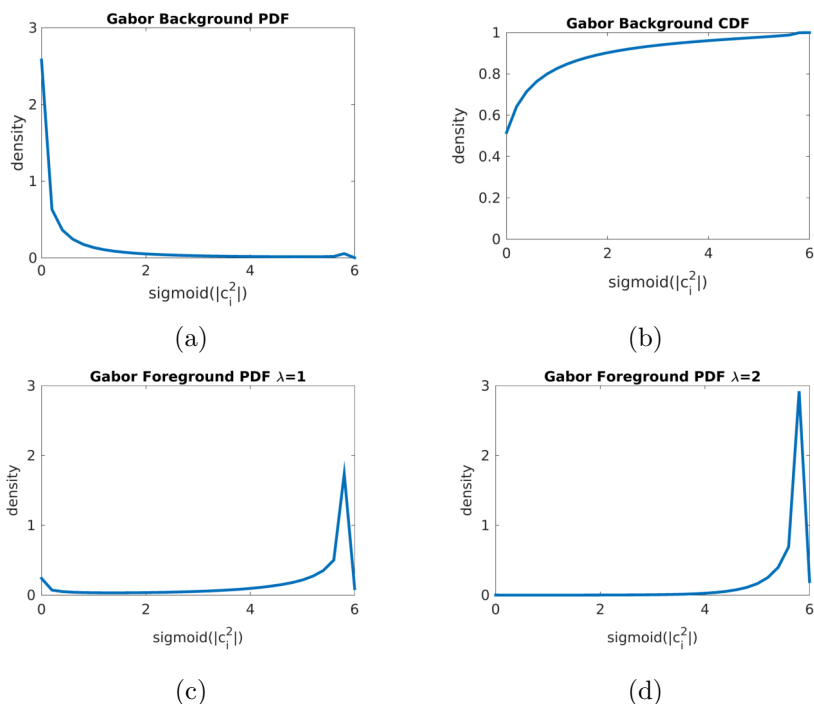 Gabor Background PDF
3
2
1
0
density
0 2 4 6
sigmoid(|c_i^2|)
(a)
Gabor Background CDF
1
0.8
0.6
0.4
0.2
0
density
0 2 4 6
sigmoid(|c_i^2|)
(b)
Gabor Foreground PDF λ=1
3
2
1
0
density
0 2 4 6
sigmoid(|c_i^2|)
(c)
Gabor Foreground PDF λ=2
3
2
1
0
density
0 2 4 6
sigmoid(|c_i^2|)
(d)